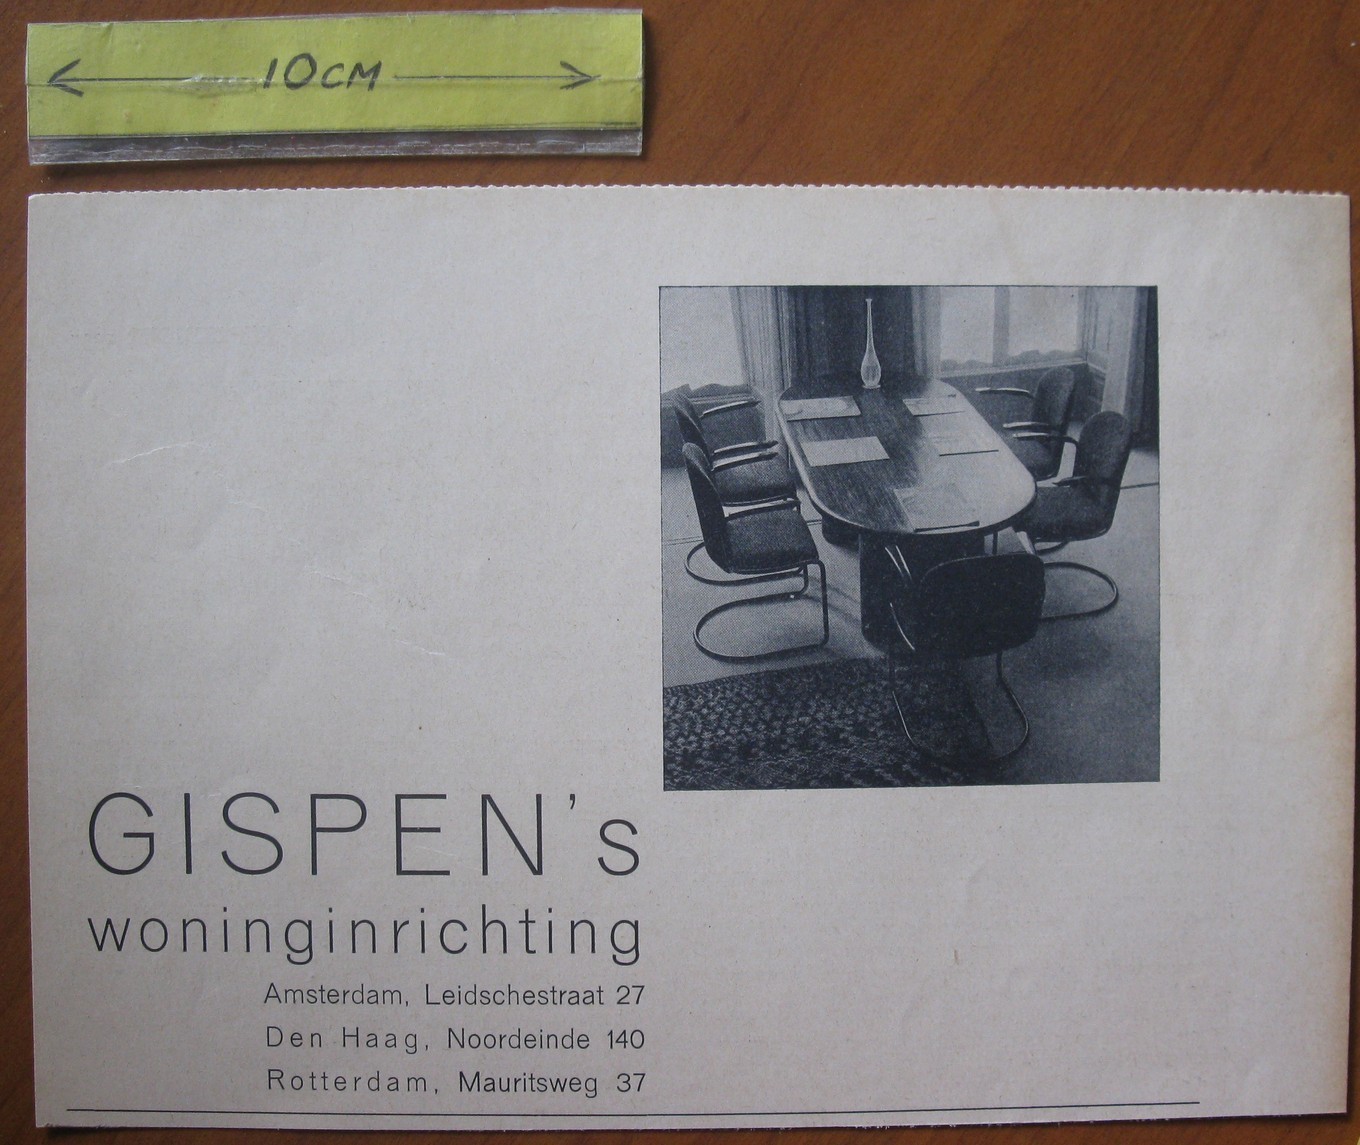 10CM
GISPEN's
woninginrichting
Amsterdam, Leidschestraat 27
Den Haag, Noordeinde 140
Rotterdam, Mauritsweg 37